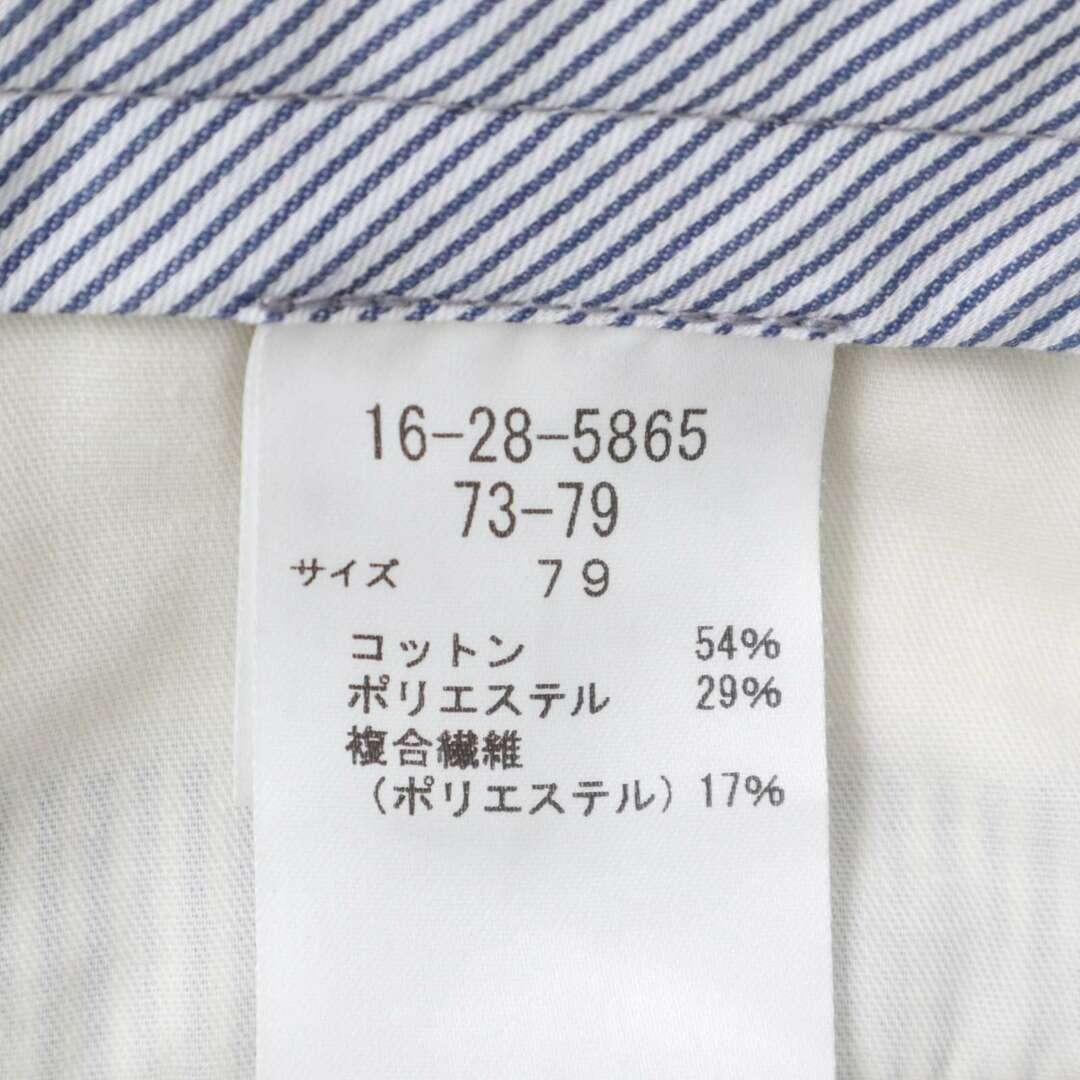 16-28-5865
73-79
サイズ ７９
コットン 54%
ポリエステル 29%
複合繊維
（ポリエステル）17%